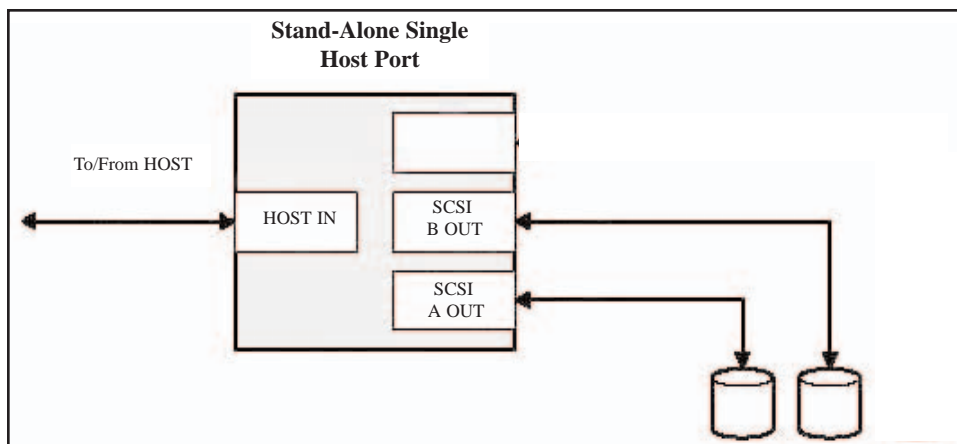 Stand-Alone Single
Host Port
To/From HOST
HOST IN
SCSI
B OUT
SCSI
A OUT